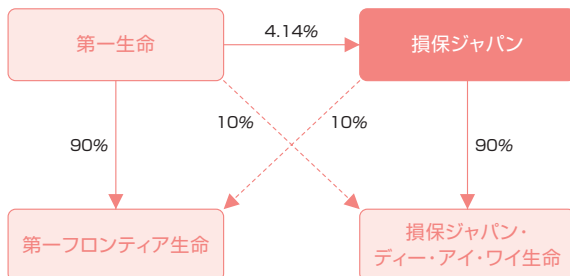 第一生命
4.14%
損保ジャパン
90%
10%
10%
90%
第一フロンティア生命
損保ジャパン・
ディー・アイ・ワイ生命